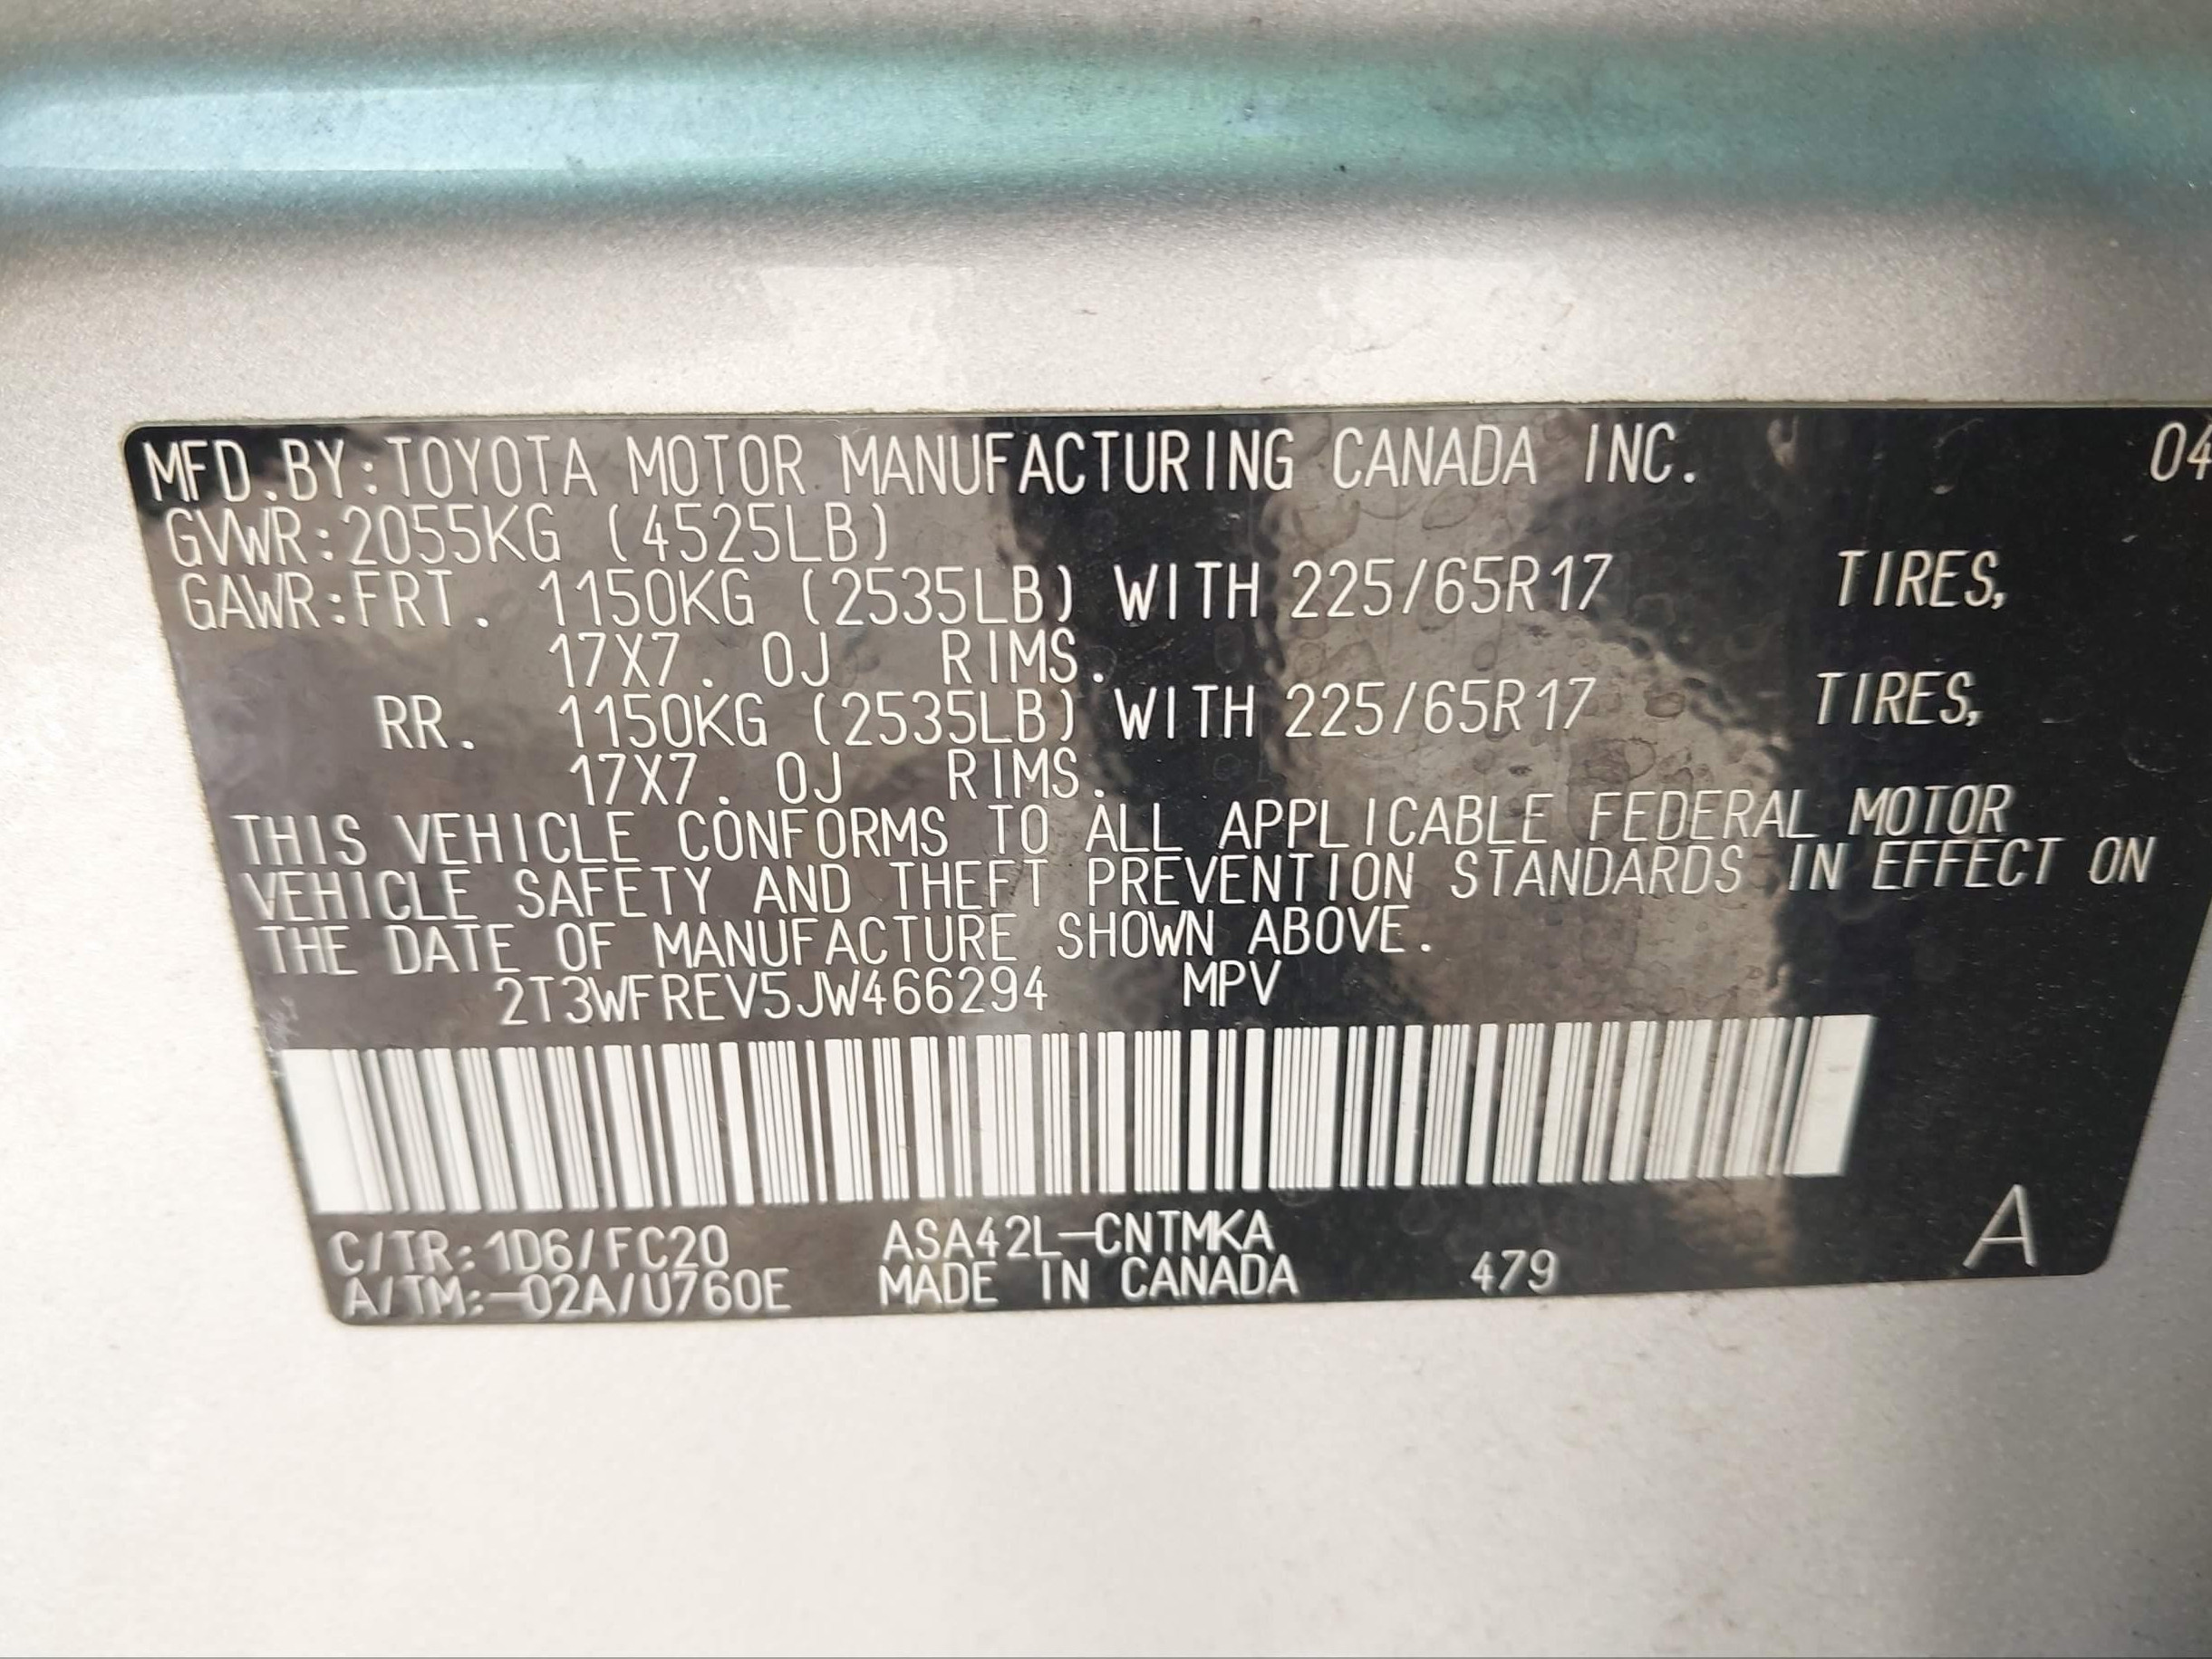 MFD.BY:TOYOTA MOTOR MANUFACTURING CANADA INC. 04
GVWR:2055KG (4525LB)
GAWR:FRT. 1150KG (2535LB) WITH 225/65R17 TIRES,
17X7. 0J RIMS.
RR. 1150KG (2535LB) WITH 225/65R17 TIRES,
17X7. 0J RIMS.
THIS VEHICLE CONFORMS TO ALL APPLICABLE FEDERAL MOTOR
VEHICLE SAFETY AND THEFT PREVENTION STANDARDS IN EFFECT ON
THE DATE OF MANUFACTURE SHOWN ABOVE.
2T3WFREV5JW466294 MPV
C/TR:1D6/FC20 ASA42L-CNTMKA
A/TM:-02A/U760E MADE IN CANADA 479 A